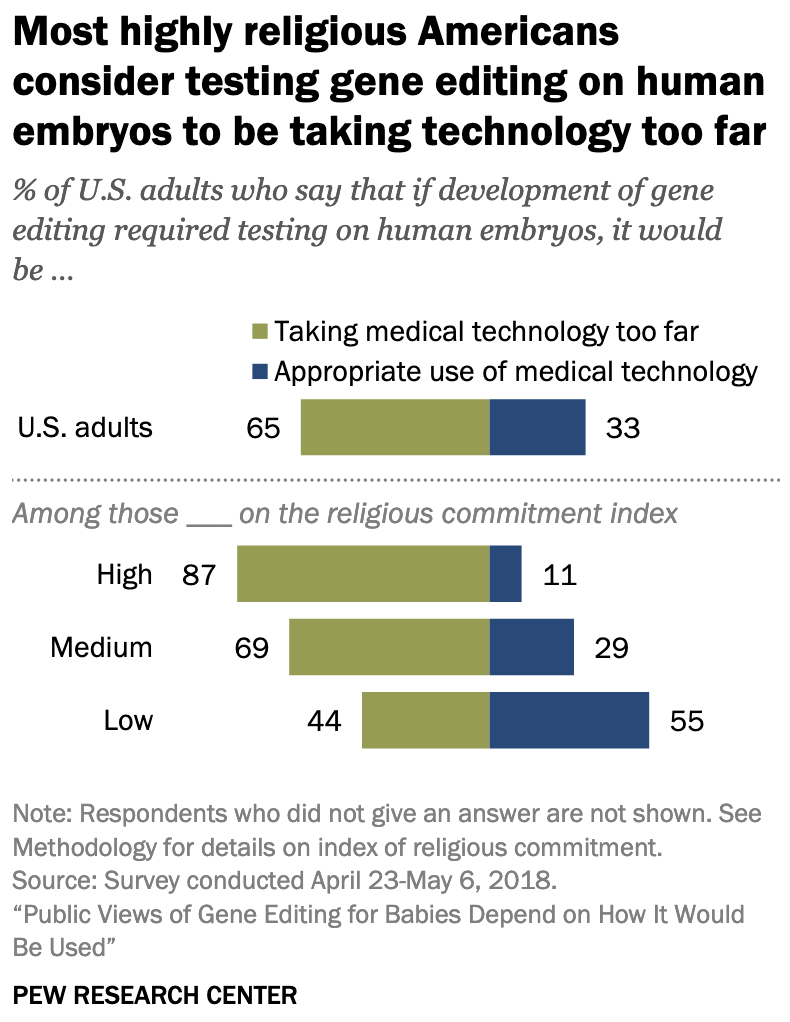 Most highly religious Americans
consider testing gene editing on human
embryos to be taking technology too far
% of U.S. adults who say that if development of gene
editing required testing on human embryos, it would
be ...
Taking medical technology too far
Appropriate use of medical technology
U.S. adults 65 33
Among those ___ on the religious commitment index
High 87 11
Medium 69 29
Low 44 55
Note: Respondents who did not give an answer are not shown. See
Methodology for details on index of religious commitment.
Source: Survey conducted April 23-May 6, 2018.
“Public Views of Gene Editing for Babies Depend on How It Would
Be Used”
PEW RESEARCH CENTER